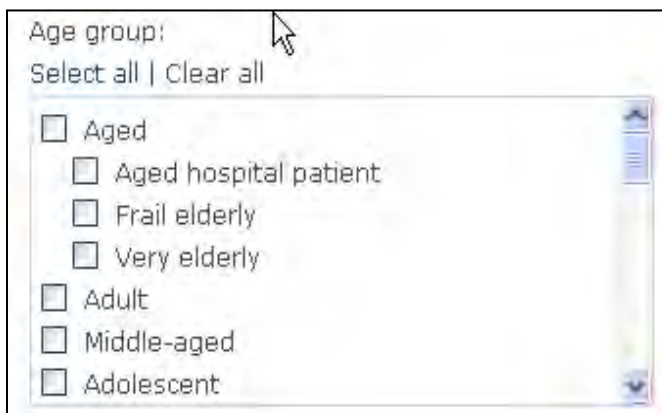 Age group:
Select all | Clear all
Aged
Aged hospital patient
Frail elderly
Very elderly
Adult
Middle-aged
Adolescent